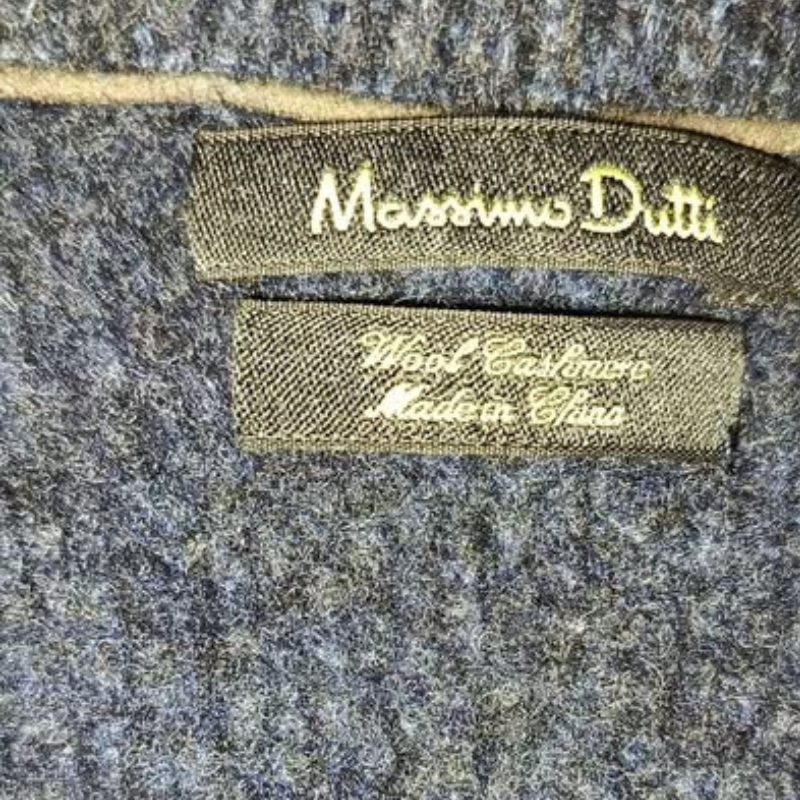 Massimo Dutti
Wool Cashmere
Made in China